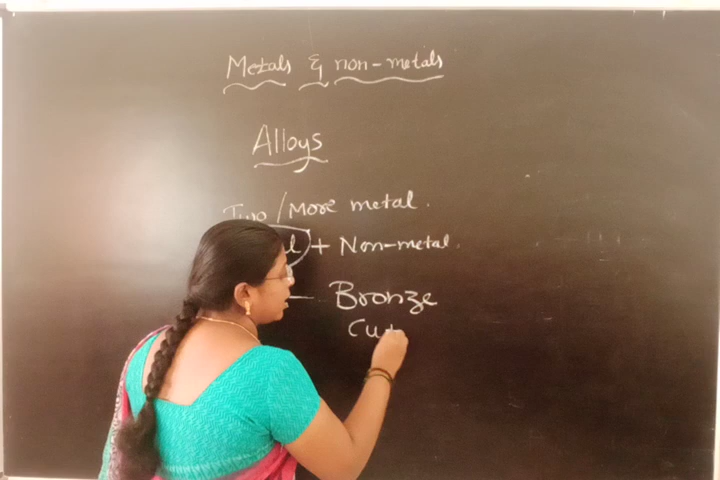 Metals & non-metals
Alloys
Two / More metal.
+ Non-metal.
— Bronze
Cu+